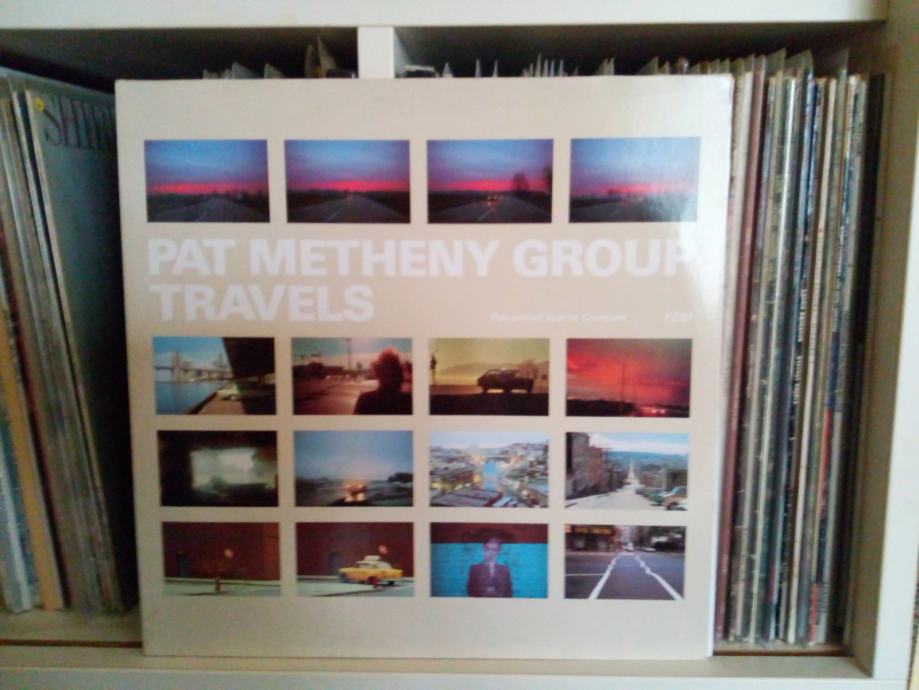 PAT METHENY GROUP
TRAVELS
Recorded live in Concert
ECM